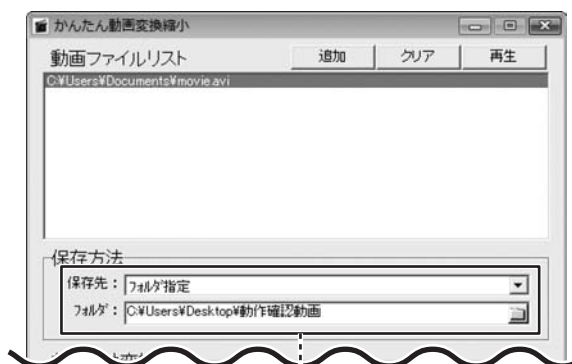 かんたん動画変換縮小
動画ファイルリスト 追加 クリア 再生
C:¥Users¥Documents¥movie.avi
保存方法
保存先： フォルダ指定
フォルダ： C:¥Users¥Desktop¥動作確認動画